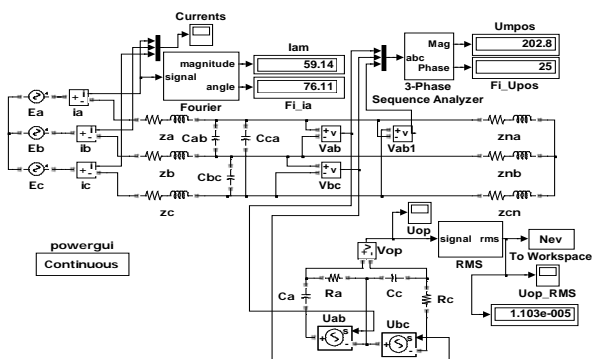 Currents
Umpos
Iam
magnitude
59.14
signal
angle
76.11
Fourier
Fi_ia
Mag
202.8
abc
Phase
25
3-Phase
Sequence Analyzer
Fi_Upos
Ea
+
i
-
ia
za
Cab
Cca
Vab
+
v
-
Vab1
+
v
-
zna
Eb
+
i
-
ib
zb
Cbc
Vbc
+
v
-
znb
Ec
+
i
-
ic
zc
zcn
powergui
Continuous
Uop
Vop
signal
rms
RMS
Nev
To Workspace
Uop_RMS
1.103e-005
Ca
Ra
Cc
Rc
Uab
s
Ubc
s